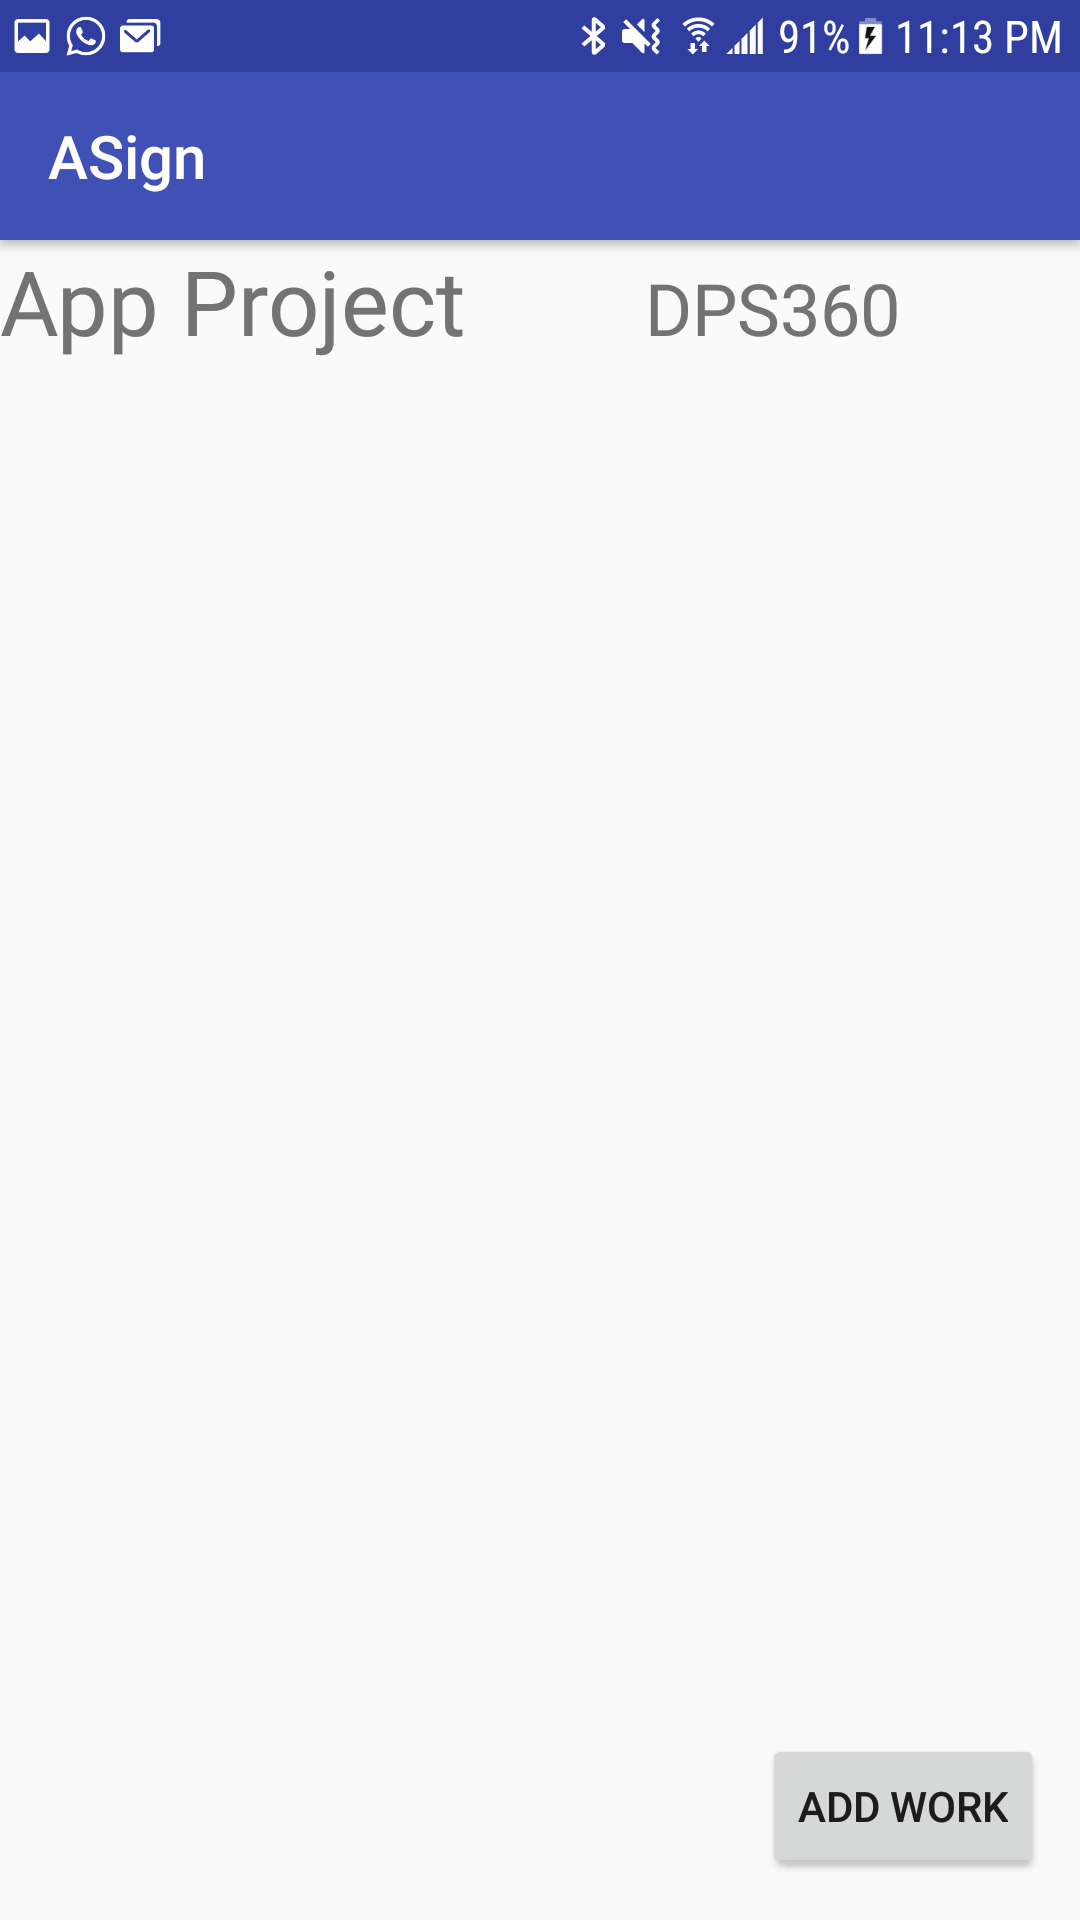 91% 11:13 PM
ASign
App Project DPS360
ADD WORK